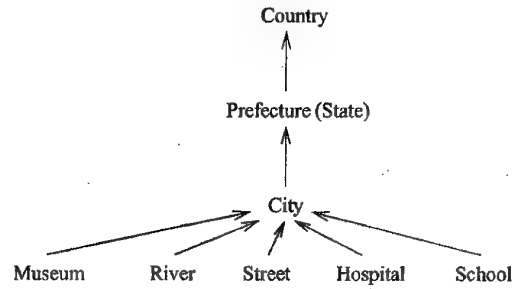 Country
Prefecture (State)
City
Museum River Street Hospital School